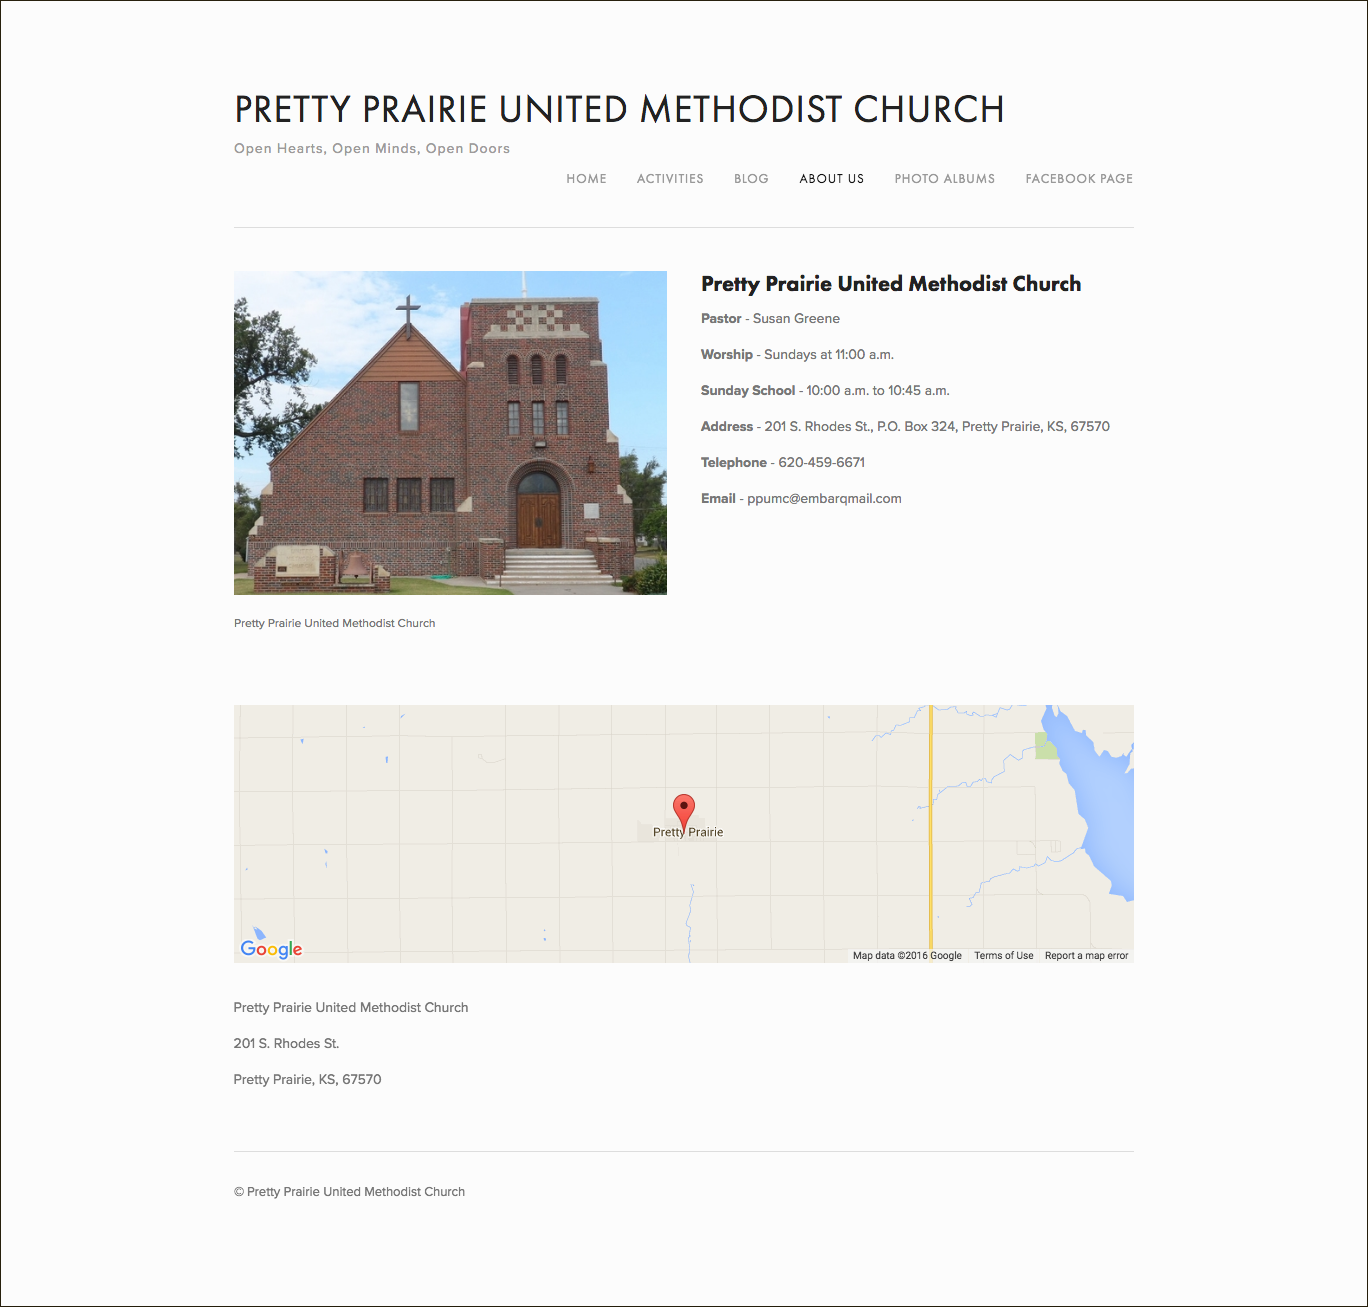 PRETTY PRAIRIE UNITED METHODIST CHURCH
Open Hearts, Open Minds, Open Doors
HOME ACTIVITIES BLOG ABOUT US PHOTO ALBUMS FACEBOOK PAGE
Pretty Prairie United Methodist Church
Pastor - Susan Greene
Worship - Sundays at 11:00 a.m.
Sunday School - 10:00 a.m. to 10:45 a.m.
Address - 201 S. Rhodes St., P.O. Box 324, Pretty Prairie, KS, 67570
Telephone - 620-459-6671
Email - ppumc@embarqmail.com
Pretty Prairie United Methodist Church
Pretty Prairie
Google
Map data ©2016 Google Terms of Use Report a map error
Pretty Prairie United Methodist Church
201 S. Rhodes St.
Pretty Prairie, KS, 67570
© Pretty Prairie United Methodist Church